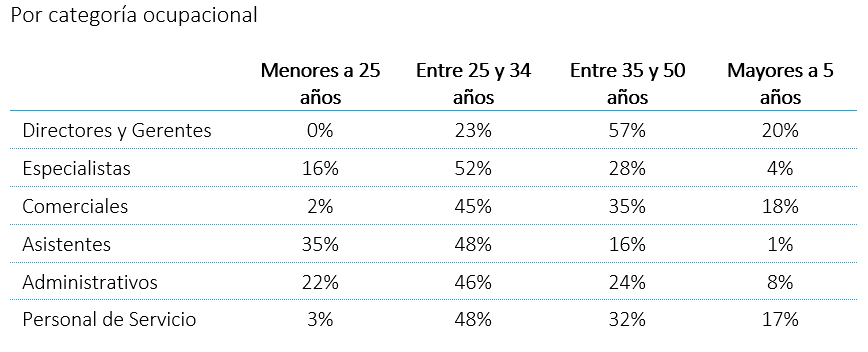 Por categoría ocupacional
Menores a 25 años Entre 25 y 34 años Entre 35 y 50 años Mayores a 5 años
Directores y Gerentes 0% 23% 57% 20%
Especialistas 16% 52% 28% 4%
Comerciales 2% 45% 35% 18%
Asistentes 35% 48% 16% 1%
Administrativos 22% 46% 24% 8%
Personal de Servicio 3% 48% 32% 17%